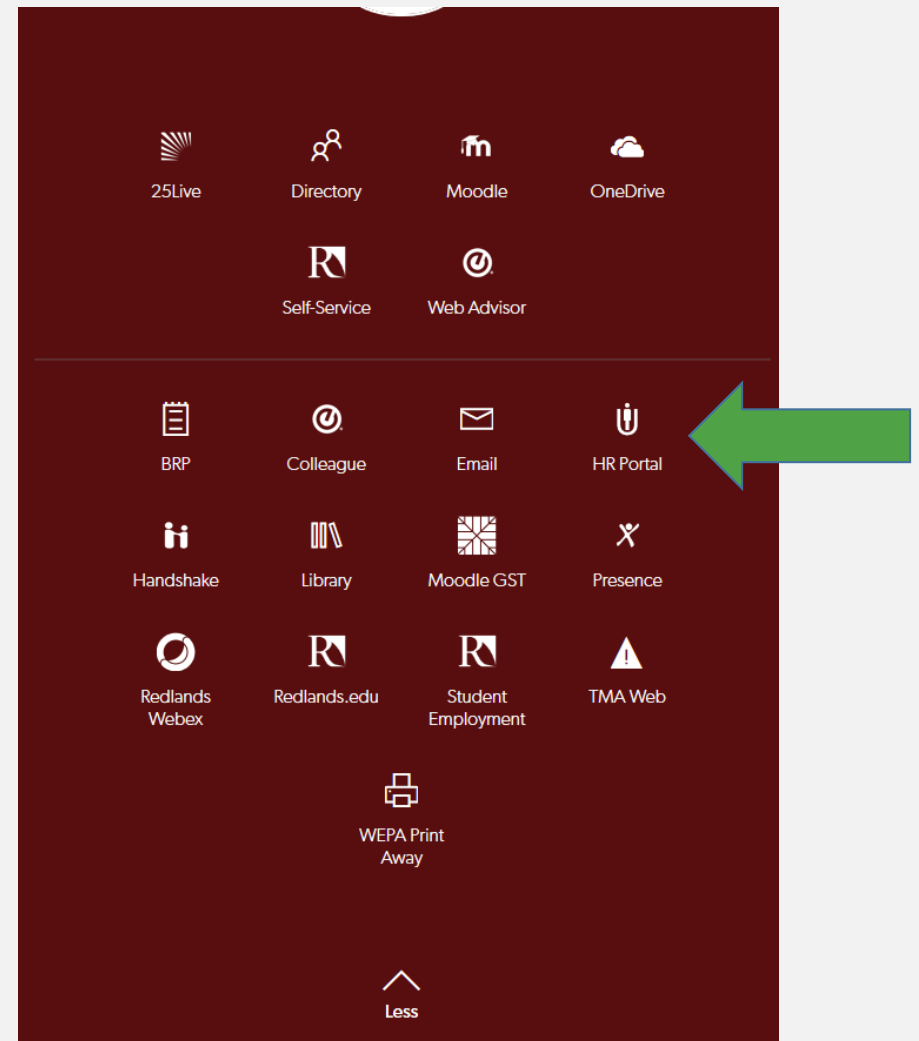 25Live
Directory
Moodle
OneDrive
Self-Service
Web Advisor
BRP
Colleague
Email
HR Portal
Handshake
Library
Moodle GST
Presence
Redlands
Webex
Redlands.edu
Student
Employment
TMA Web
WEPA Print
Away
Less